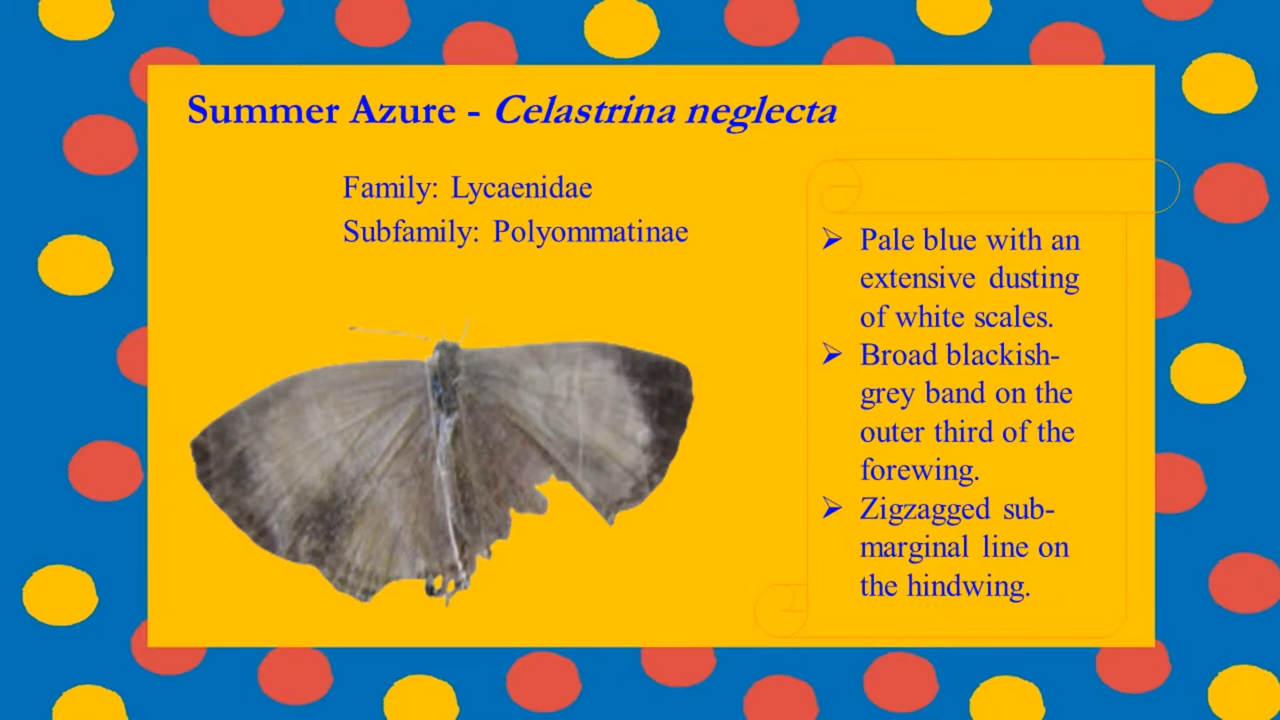 Summer Azure - Celastrina neglecta
Family: Lycaenidae
Subfamily: Polyommatinae
➢ Pale blue with an
extensive dusting
of white scales.
➢ Broad blackish-
grey band on the
outer third of the
forewing.
➢ Zigzagged sub-
marginal line on
the hindwing.